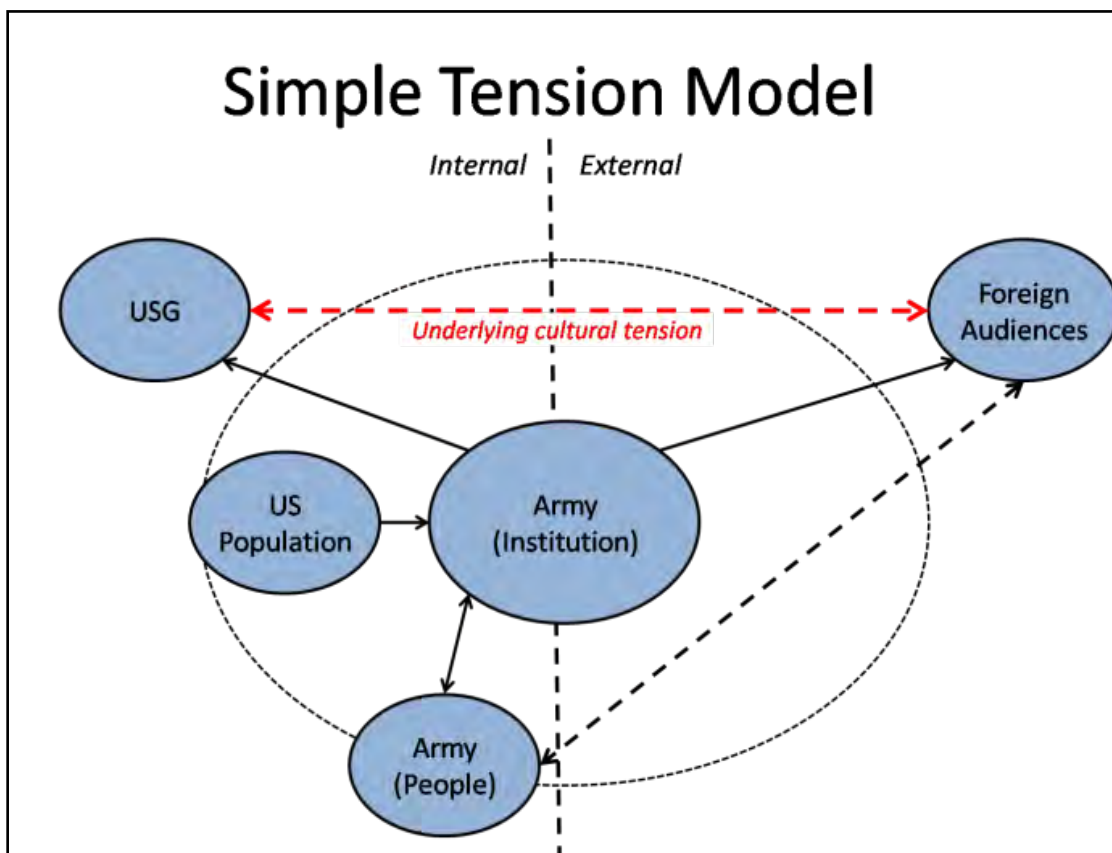 Simple Tension Model
Internal
External
USG
Underlying cultural tension
Foreign
Audiences
US
Population
Army
(Institution)
Army
(People)